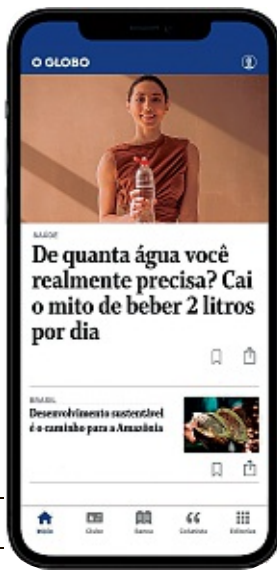 O GLOBO
SAÚDE
De quanta água você
realmente precisa? Cai
o mito de beber 2 litros
por dia
BRASIL
Desenvolvimento sustentável
é o caminho para a Amazônia
Início
Clube
Banca
Colunistas
Editorias